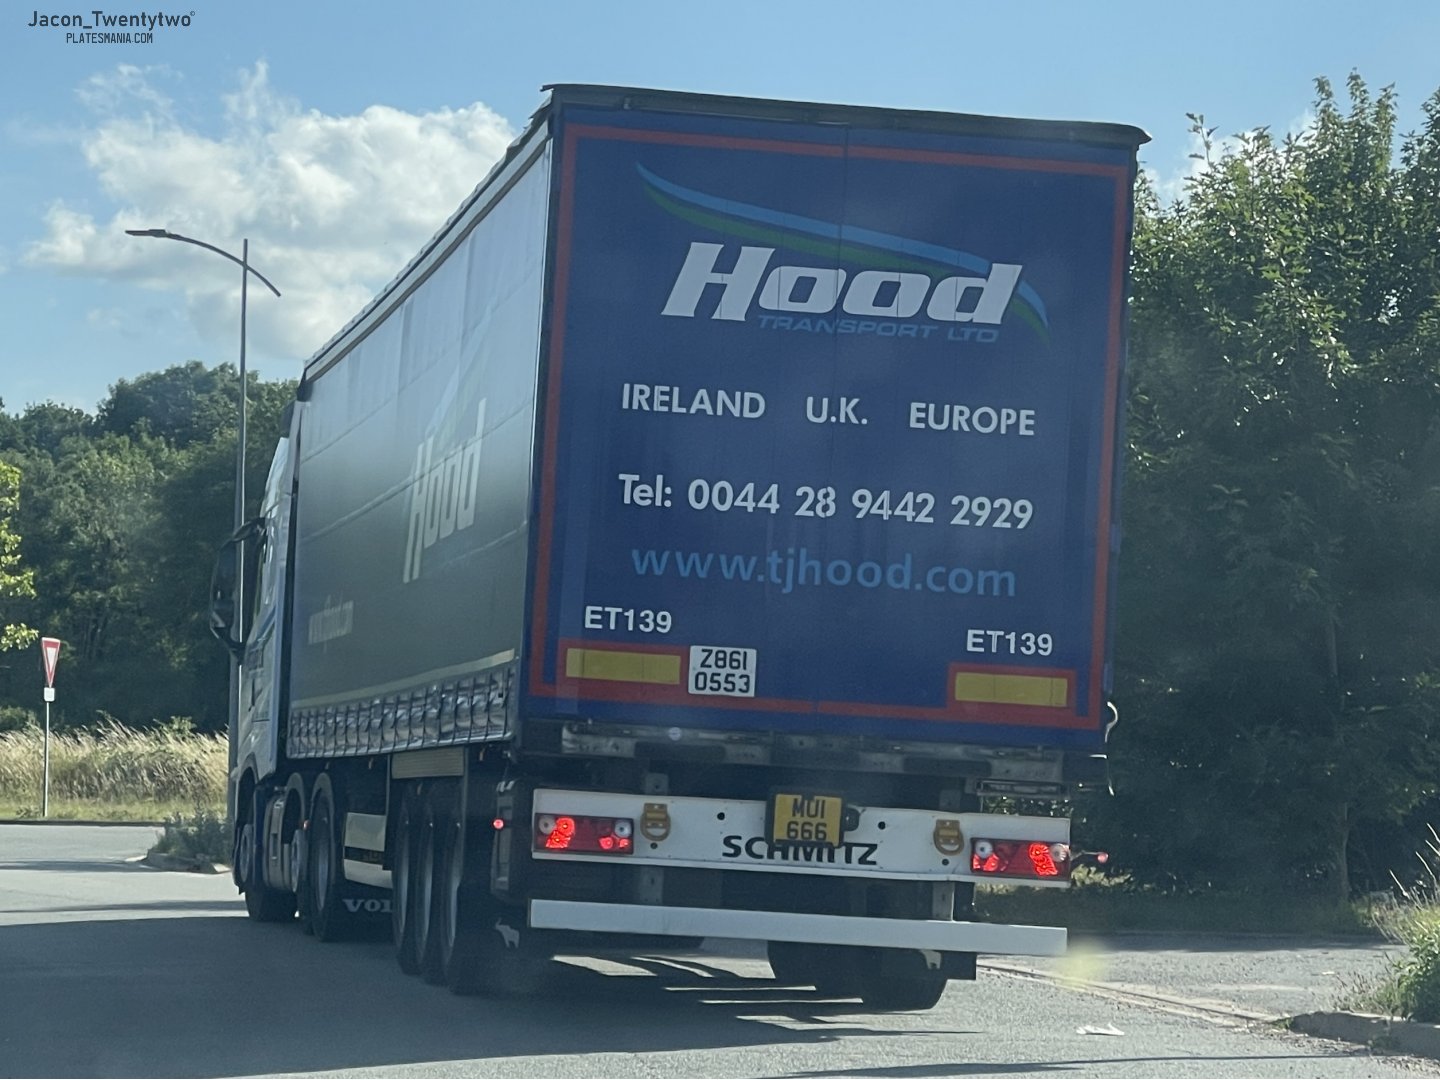 Jacon_Twentytwo©
PLATESMANIA.COM
Hood
TRANSPORT LTD
IRELAND U.K. EUROPE
Tel: 0044 28 9442 2929
www.tjhood.com
ET139
ET139
Z861
0553
Hood
MUI
666
SCHMITZ